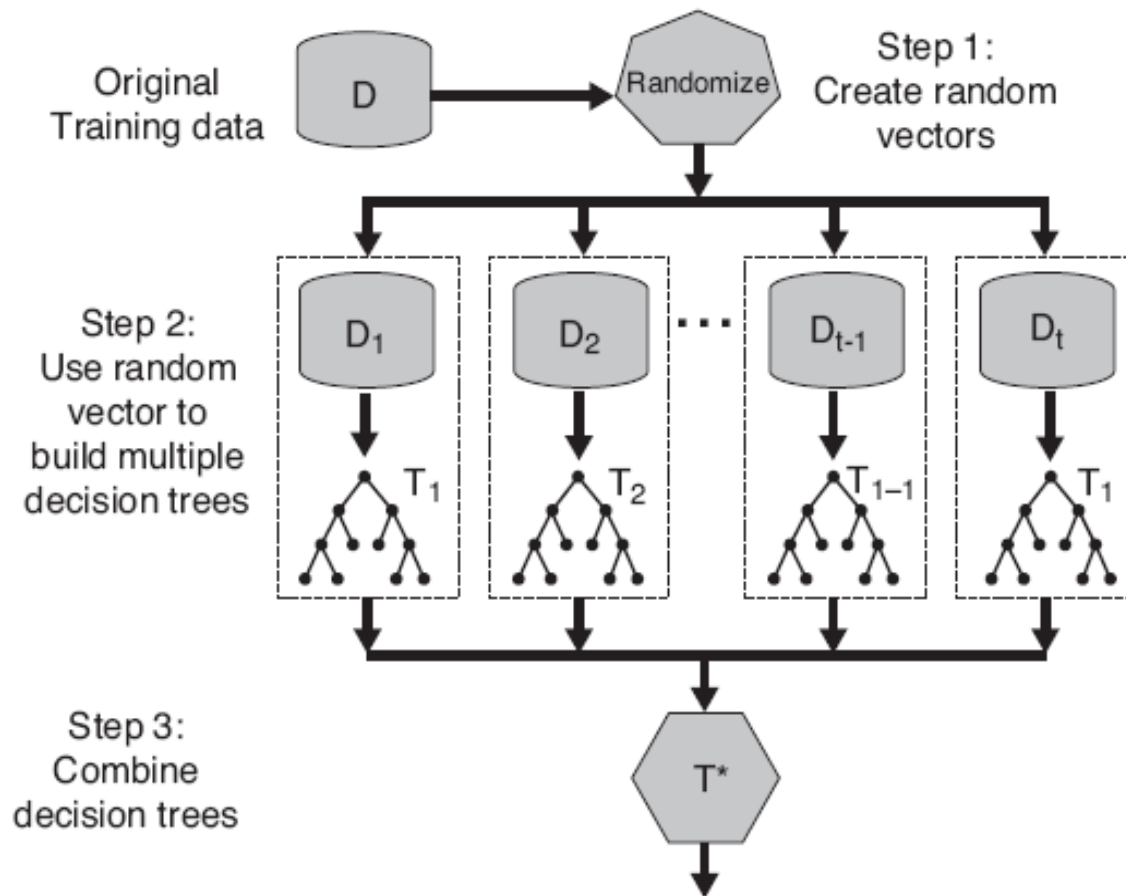 Original
Training data
D
Randomize
Step 1:
Create random
vectors
Step 2:
Use random
vector to
build multiple
decision trees
D1
D2
...
Dt-1
Dt
T1
T2
T1–1
T1
Step 3:
Combine
decision trees
T*